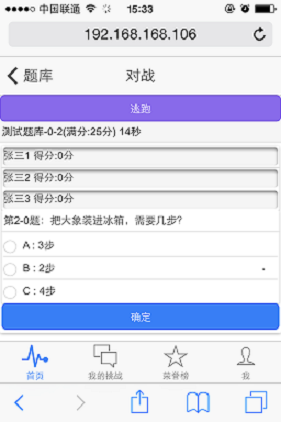 中国联通 15:33
192.168.168.106
题库 对战
逃跑
测试题库-0-2(满分:25分) 14秒
张三1 得分:0分
张三2 得分:0分
张三3 得分:0分
第2-0题：把大象装进冰箱，需要几步?
A : 3步
B : 2步
C : 4步
确定
首页 我的挑战 荣誉榜 我